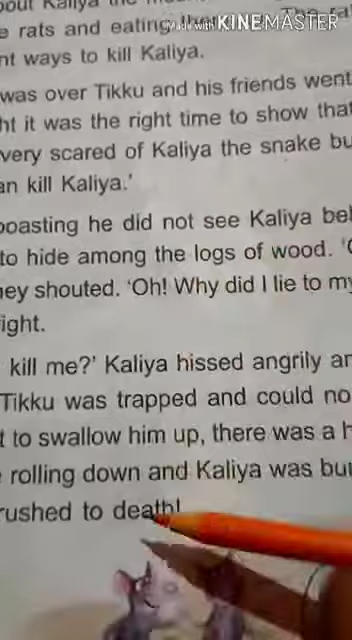 Made with KINEMASTER
bout Kaliya the
e rats and eating
nt ways to kill Kaliya.
was over Tikku and his friends went
ht it was the right time to show that
very scared of Kaliya the snake bu
an kill Kaliya.'
boasting he did not see Kaliya be
to hide among the logs of wood. 'O
hey shouted. 'Oh! Why did I lie to my
ight.
kill me?' Kaliya hissed angrily an
Tikku was trapped and could no
t to swallow him up, there was a h
e rolling down and Kaliya was bu
rushed to death!